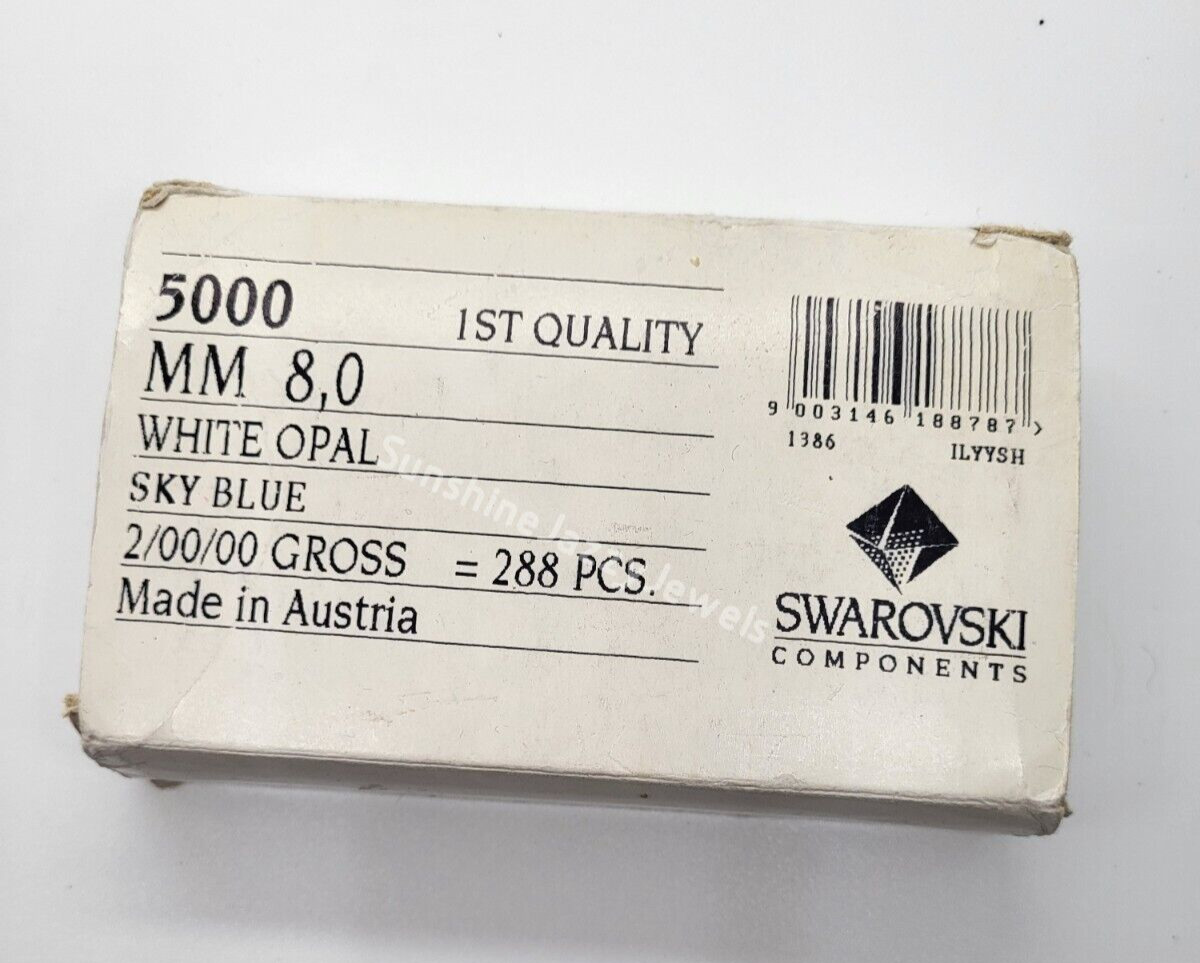 5000 1ST QUALITY
MM 8,0
WHITE OPAL
SKY BLUE
2/00/00 GROSS = 288 PCS.
Made in Austria
9 003146 188787 >
1386 ILYYSH
SWAROVSKI
COMPONENTS
Sunshine Jazz's Jewels